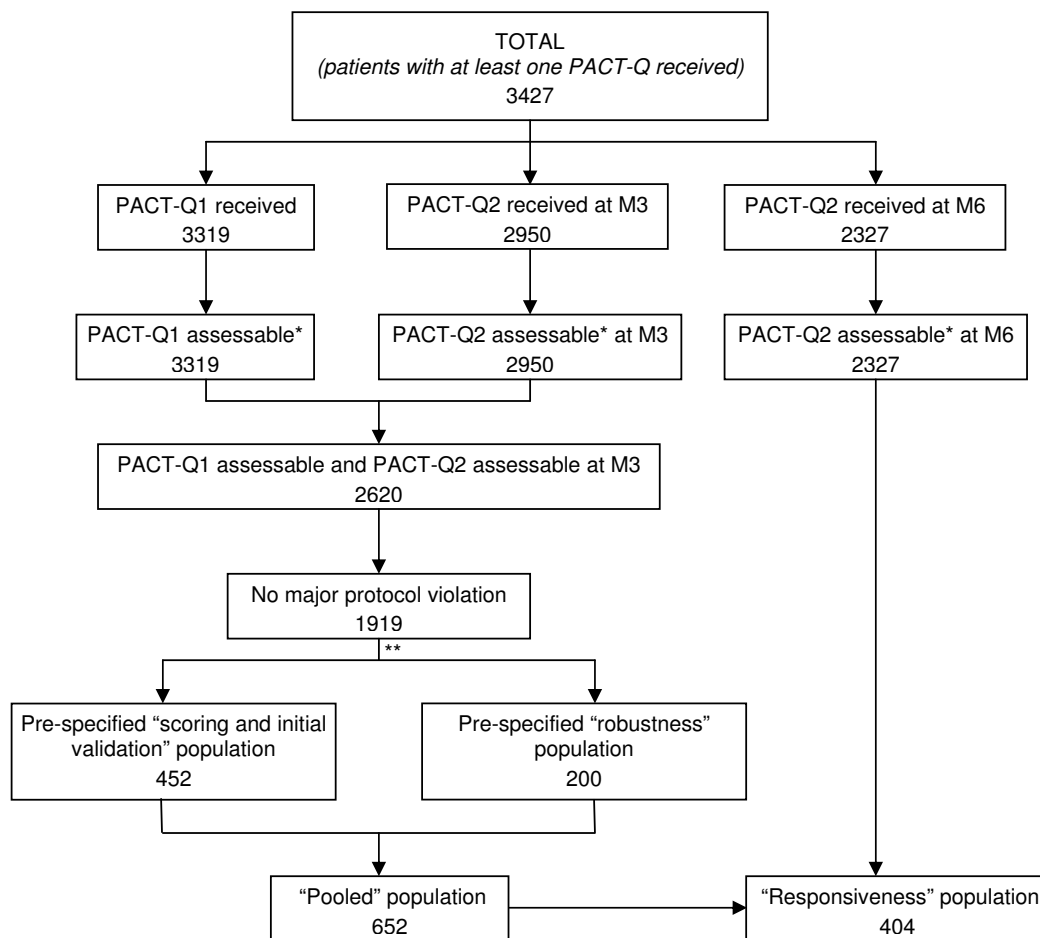 TOTAL
(patients with at least one PACT-Q received)
3427
PACT-Q1 received
3319
PACT-Q2 received at M3
2950
PACT-Q2 received at M6
2327
PACT-Q1 assessable*
3319
PACT-Q2 assessable* at M3
2950
PACT-Q2 assessable* at M6
2327
PACT-Q1 assessable and PACT-Q2 assessable at M3
2620
No major protocol violation
1919
**
Pre-specified “scoring and initial
validation” population
452
Pre-specified “robustness”
population
200
“Pooled” population
652
“Responsiveness” population
404